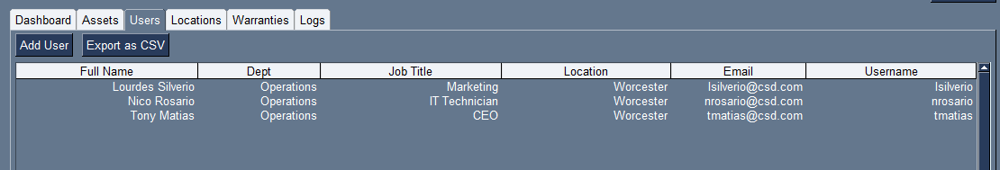 Dashboard Assets Users Locations Warranties Logs
Add User Export as CSV
Full Name Dept Job Title Location Email Username
Lourdes Silverio Operations Marketing Worcester lsilverio@csd.com lsilverio
Nico Rosario Operations IT Technician Worcester nrosario@csd.com nrosario
Tony Matias Operations CEO Worcester tmatias@csd.com tmatias